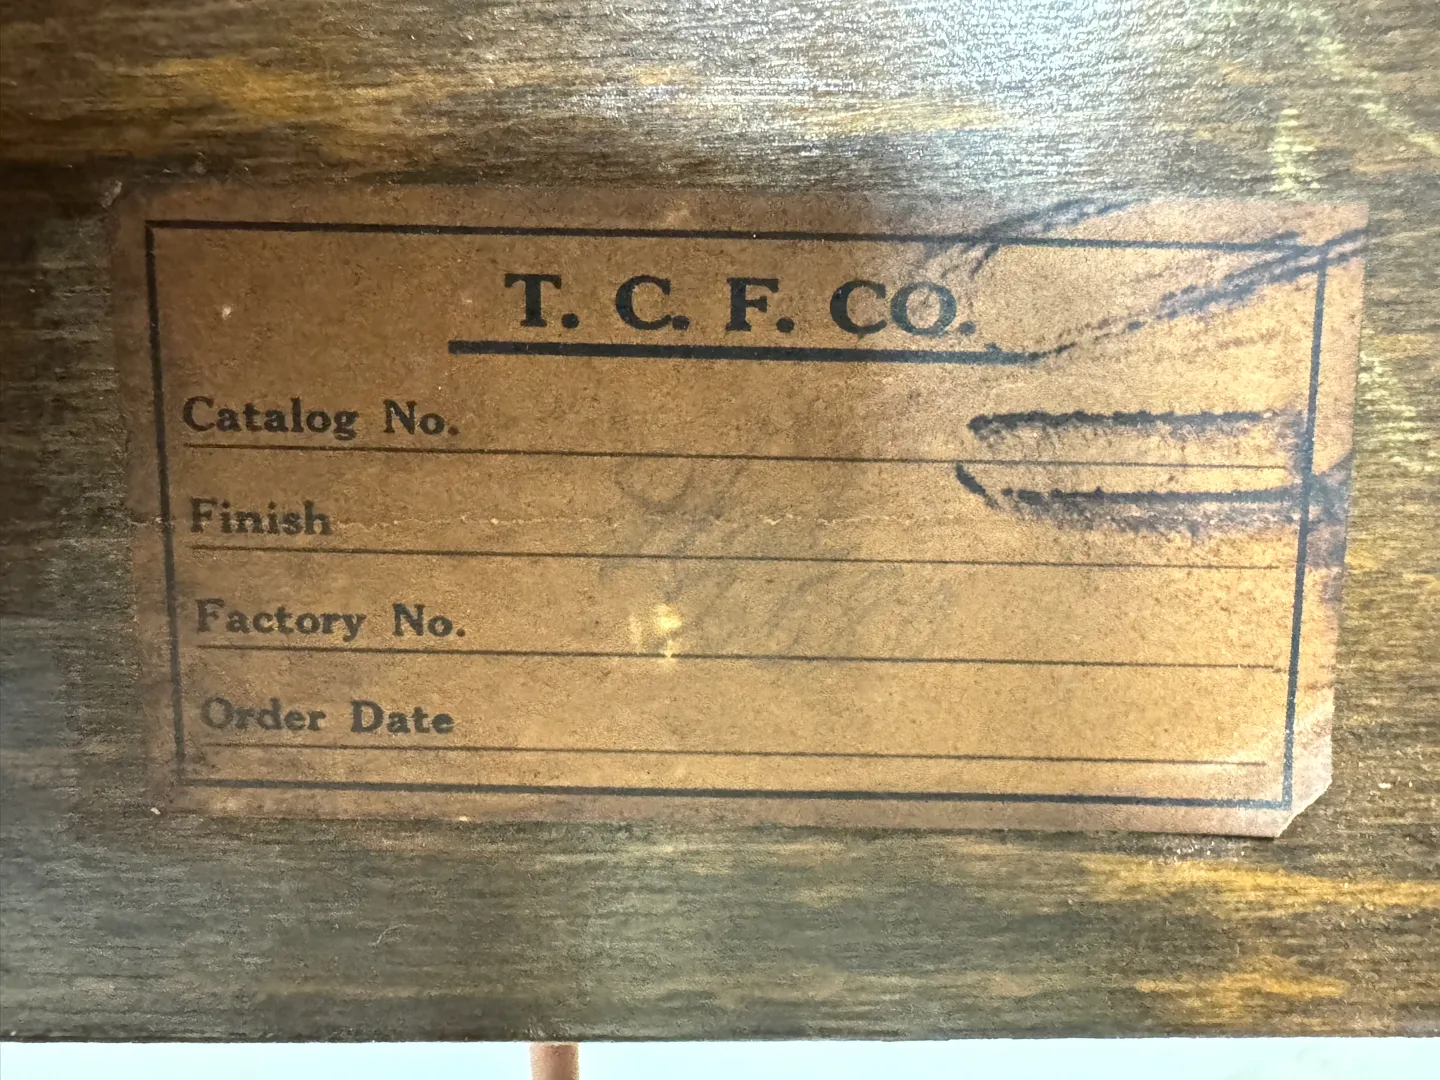 T. C. F. CO.
Catalog No.
Finish
Factory No.
Order Date